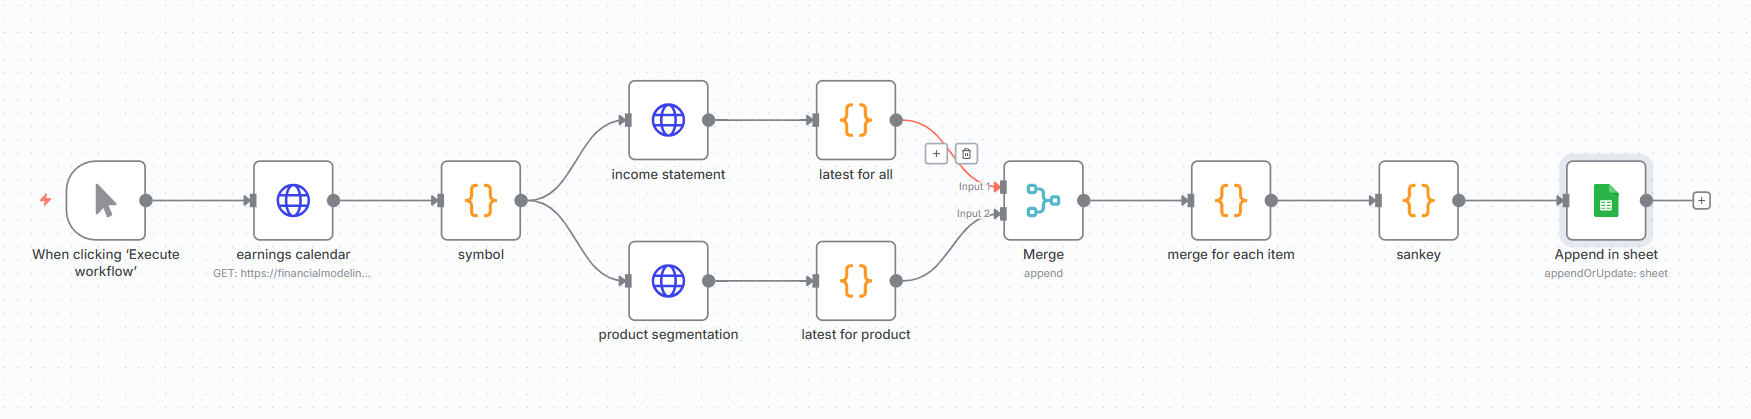 When clicking ‘Execute
workflow’
earnings calendar
GET: https://financialmodelin...
symbol
income statement
latest for all
product segmentation
latest for product
Input 1
Input 2
Merge
append
merge for each item
sankey
Append in sheet
appendOrUpdate: sheet